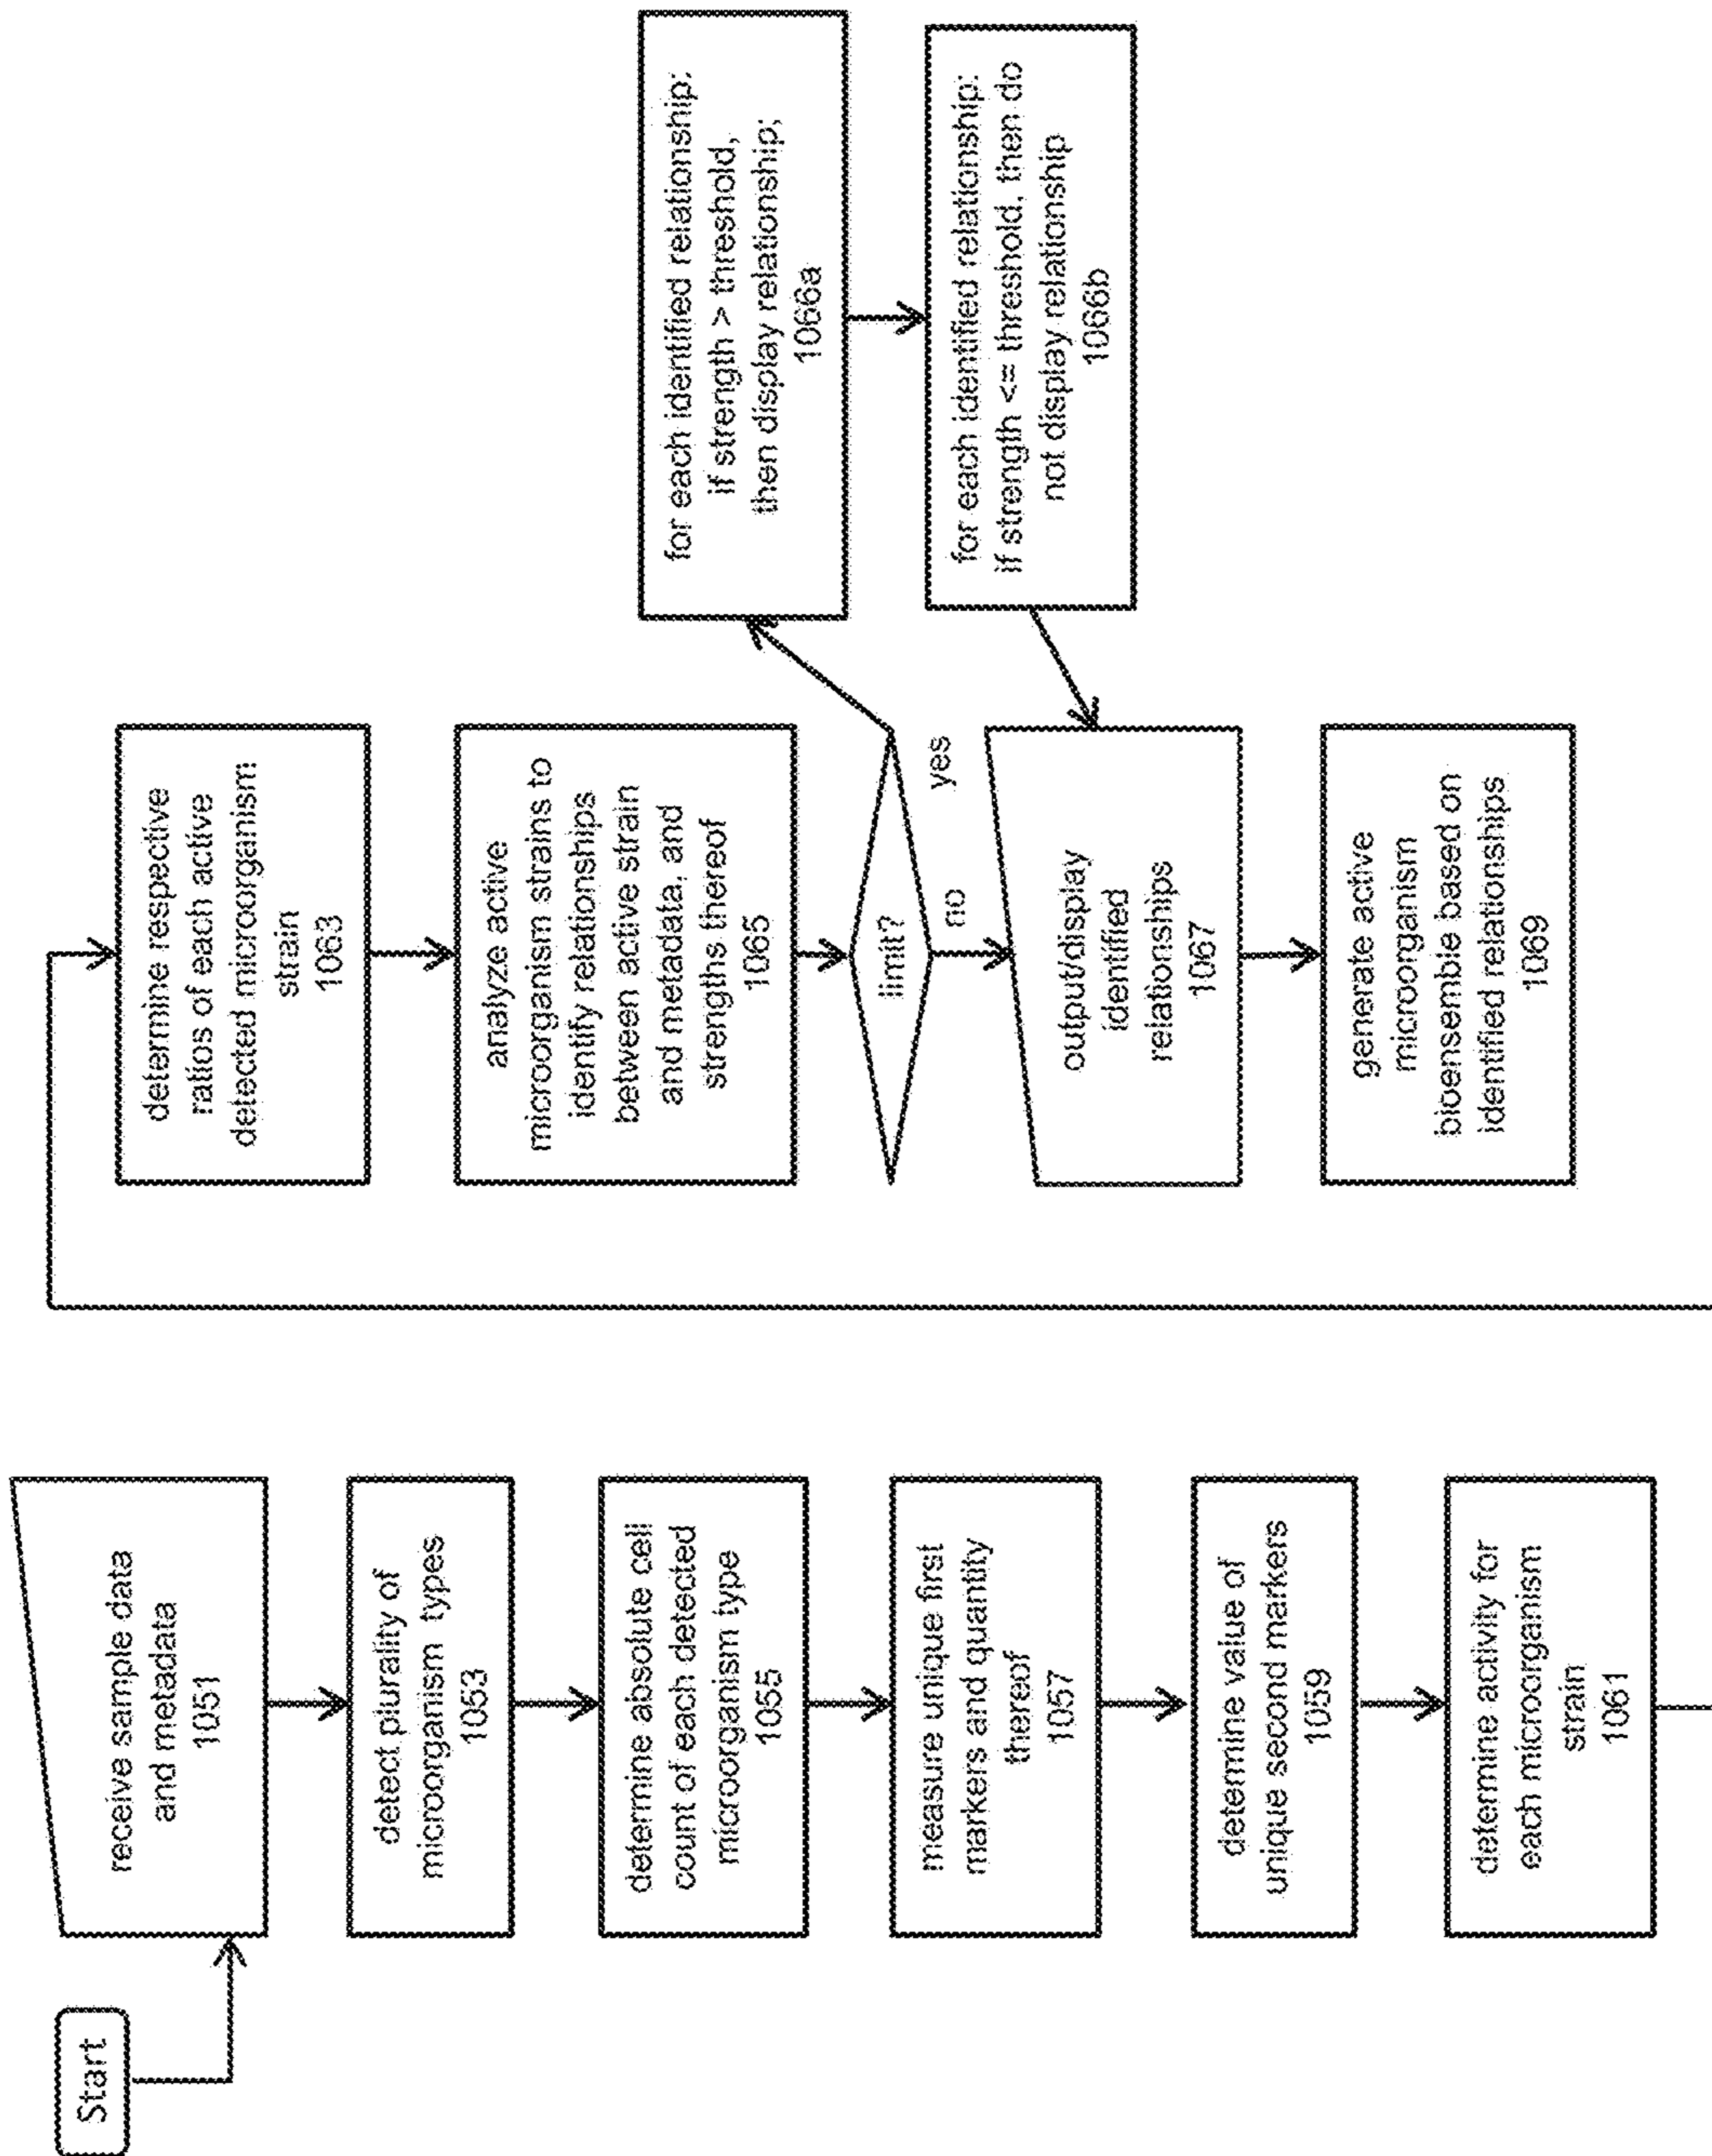 Start
receive sample data
and metadata
1051
detect plurality of
microorganism types
1053
determine absolute cell
count of each detected
microorganism type
1055
measure unique first
markers and quantity
thereof
1057
determine value of
unique second markers
1059
determine activity for
each microorganism
strain
1061
determine respective
ratios of each active
detected microorganism
strain
1063
analyze active
microorganism strains to
identify relationships
between active strain
and metadata, and
strengths thereof
1065
limit?
yes
no
for each identified relationship:
if strength > threshold,
then display relationship;
1066a
for each identified relationship:
if strength <= threshold, then do
not display relationship
1066b
output/display
identified
relationships
1067
generate active
microorganism
bioensemble based on
identified relationships
1069